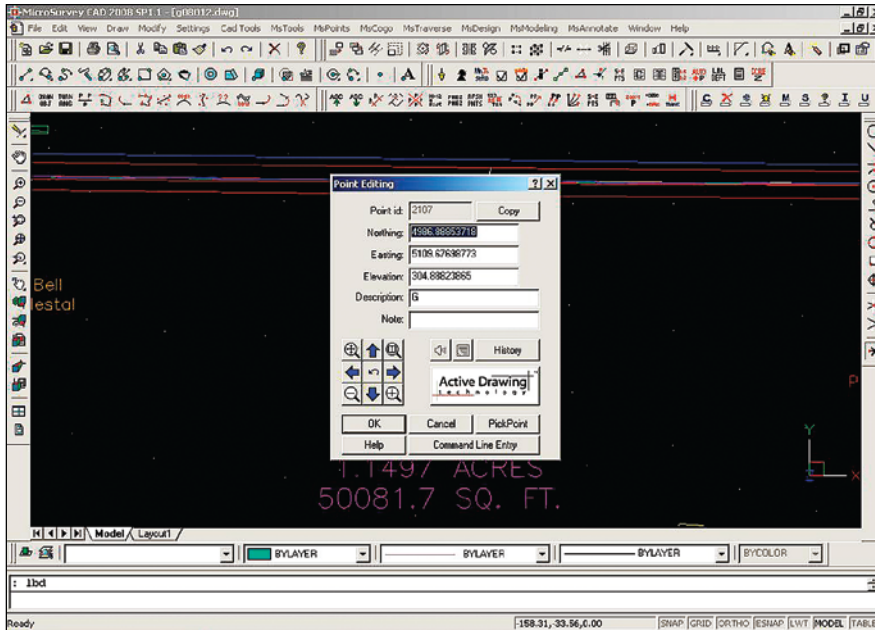 MicroSurvey CAD 2008 SP1.1 - [g08012.dwg]
File Edit View Draw Modify Settings Cad Tools MsTools MsPoints MsCogo MsTraverse MsDesign MsModeling MsAnnotate Window Help
Point Editing
Point id: 2107 Copy
Northing: 4986.88853718
Easting: 5109.67698773
Elevation: 304.88823865
Description: G
Note:
History
Active Drawing
technology
OK Cancel PickPoint
Help Command Line Entry
Bell
lestal
P
Y
X
1.1497 ACRES
50081.7 SQ. FT.
Model Layout1
BYLAYER BYLAYER BYLAYER BYCOLOR
: lbd
Ready -158.31,-33.56,0.00 SNAP GRID ORTHO ESNAP LWT MODEL TABLE